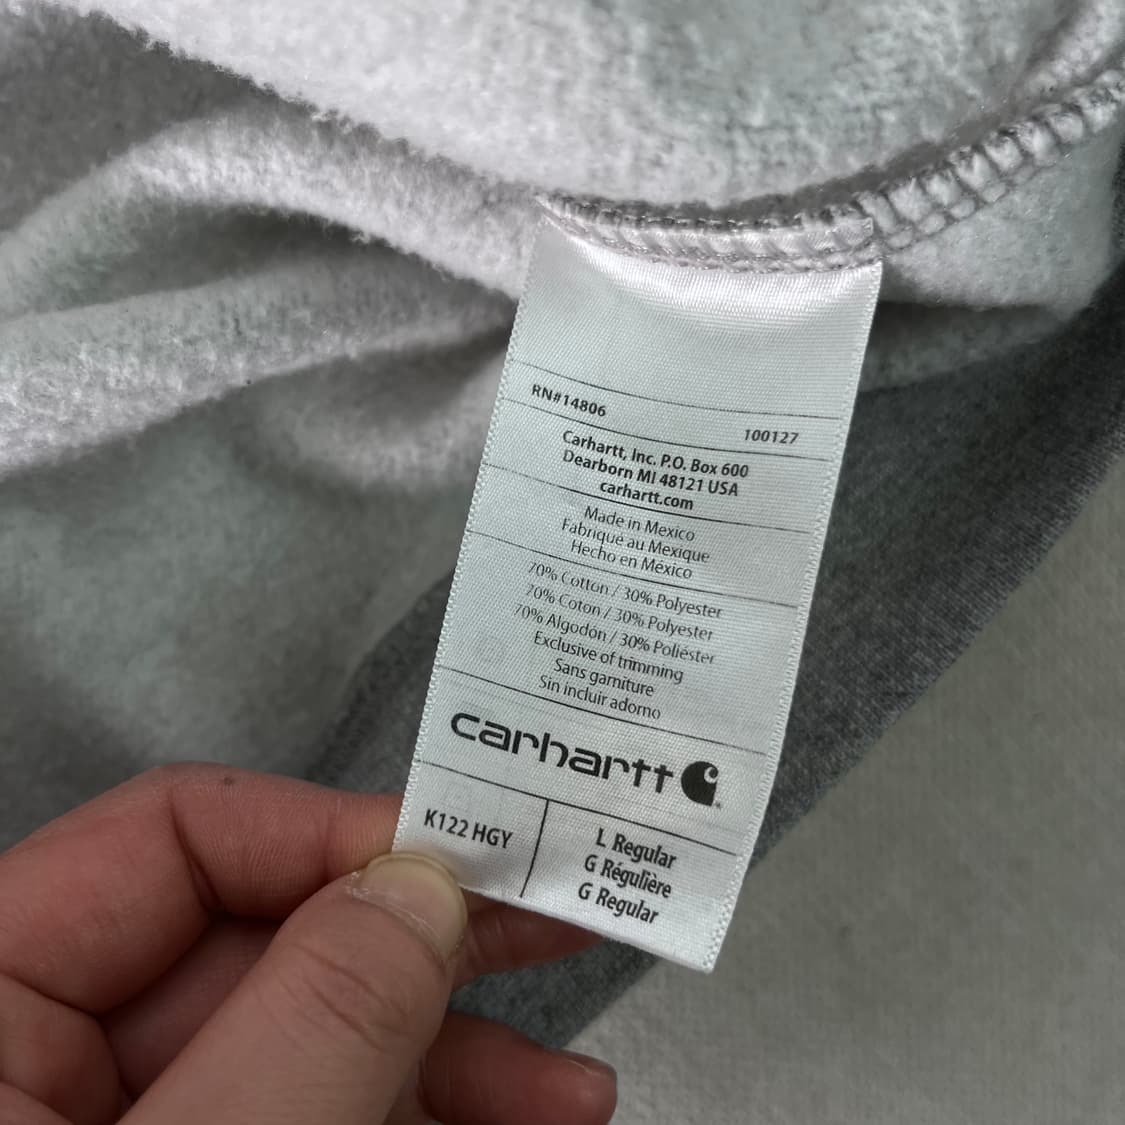 RN#14806
100127
Carhartt, Inc. P.O. Box 600
Dearborn MI 48121 USA
carhartt.com
Made in Mexico
Fabriqué au Mexique
Hecho en México
70% Cotton / 30% Polyester
70% Coton / 30% Polyester
70% Algodón / 30% Poliéster
Exclusive of trimming
Sans garniture
Sin incluir adorno
carhartt
K122 HGY
L Regular
G Régulière
G Regular